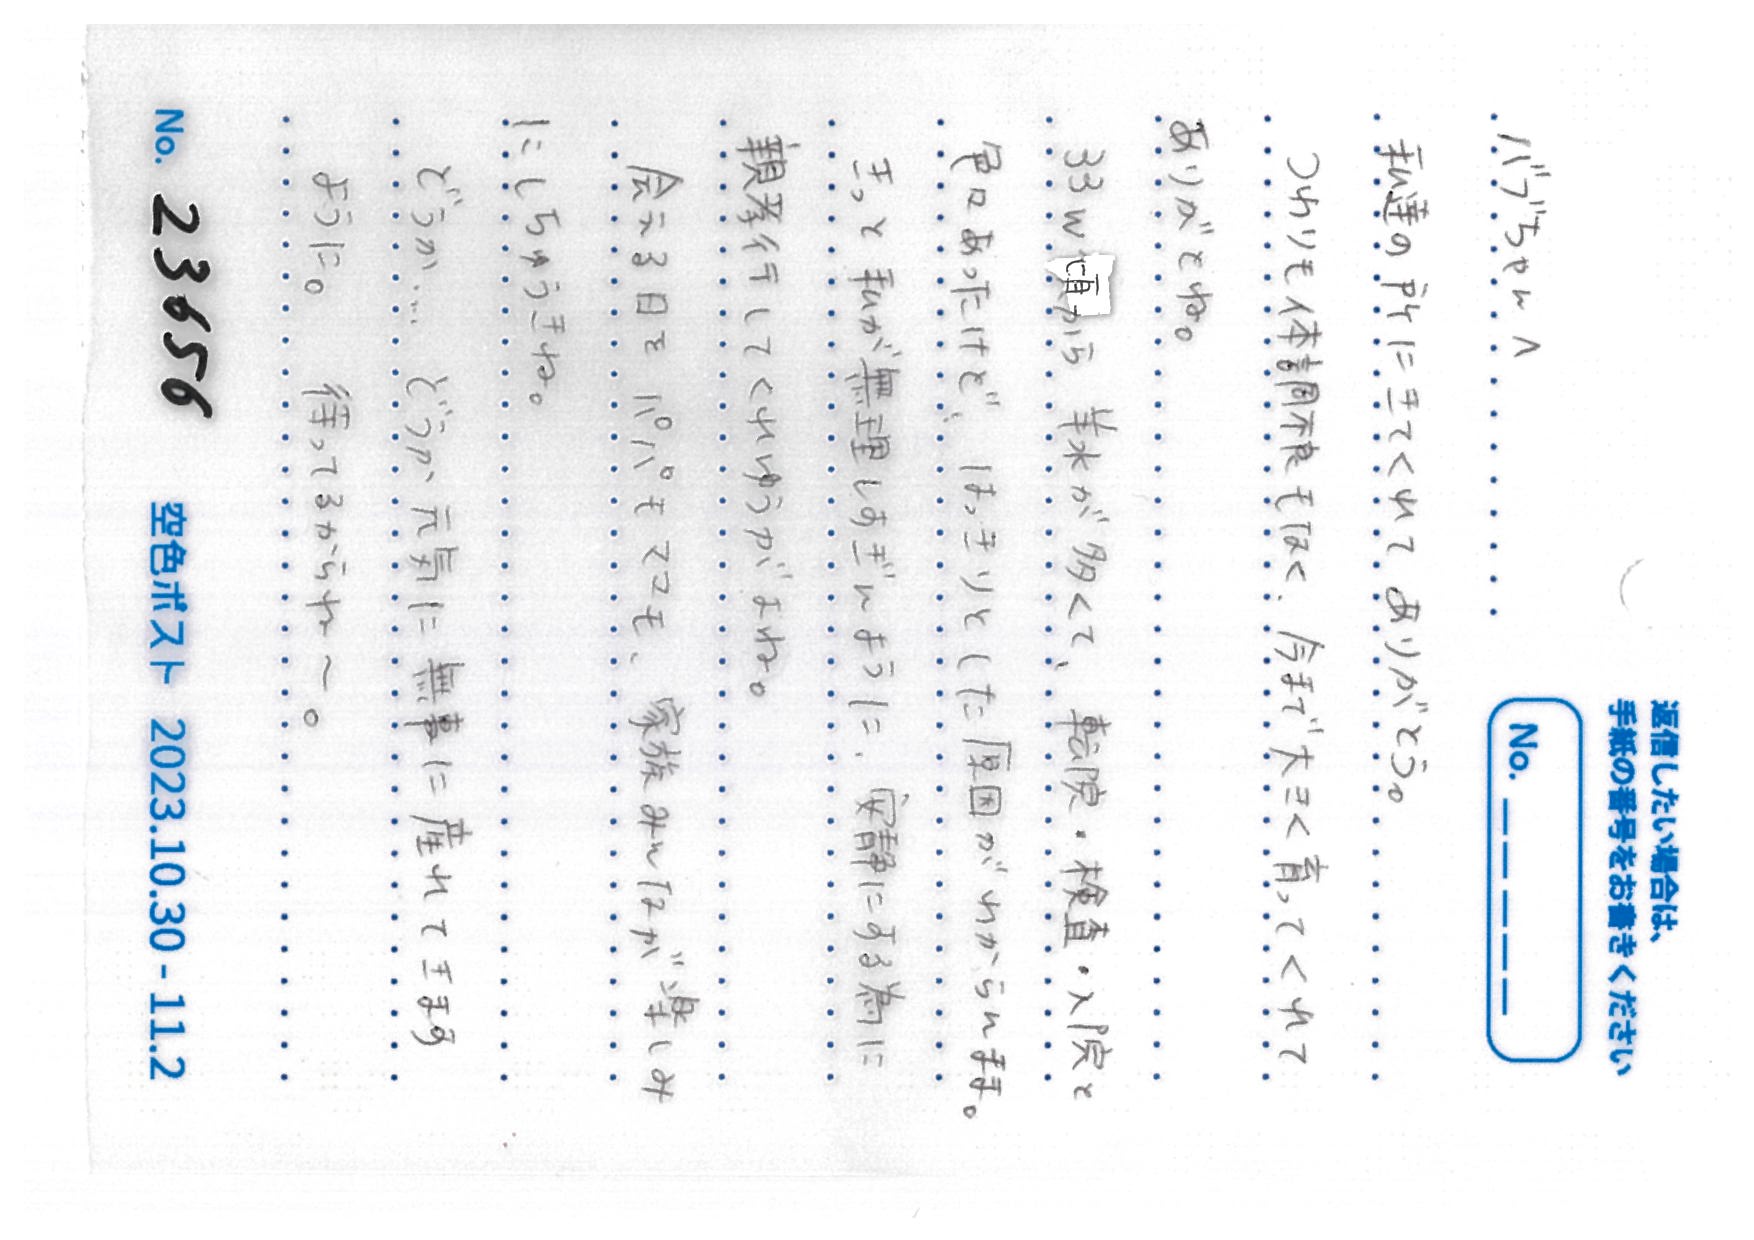 返信したい場合は、
手紙の番号をお書きください
No. _ _ _ _ _
バブちゃんへ
私達の所にきてくれて ありがとう。
つわりも体調不良もなく、今まで大きく育ってくれて
ありがとね。
33w頃から 羊水が多くて、転院・検査・入院と
色々あったけど、はっきりとした原因がわからんまま。
きっと私が無理しすぎんように、安静にする為に
親孝行してくれゆうがよね。
会える日を パパもママも、家族みんなが楽しみ
にしちゅうきね。
どうか… どうか元気に無事に産れてきます
ように。 待ってるからね〜。
No. 23656 空色ポスト 2023.10.30 - 11.2